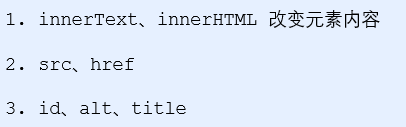 1. innerText、innerHTML 改变元素内容
2. src、href
3. id、alt、title